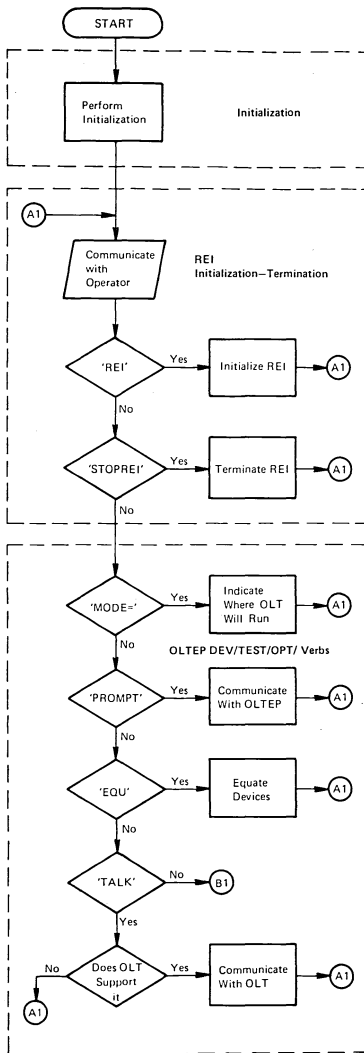 START
Perform
Initialization
Initialization
A1
Communicate
with
Operator
REI
Initialization—Termination
'REI'
Yes
Initialize REI
A1
No
'STOPREI'
Yes
Terminate REI
A1
No
'MODE='
Yes
Indicate
Where OLT
Will Run
A1
No
OLTEP DEV/TEST/OPT/ Verbs
'PROMPT'
Yes
Communicate
With OLTEP
A1
No
'EQU'
Yes
Equate
Devices
A1
No
'TALK'
No
B1
Yes
No
Does OLT
Support
it
Yes
Communicate
With OLT
A1
A1